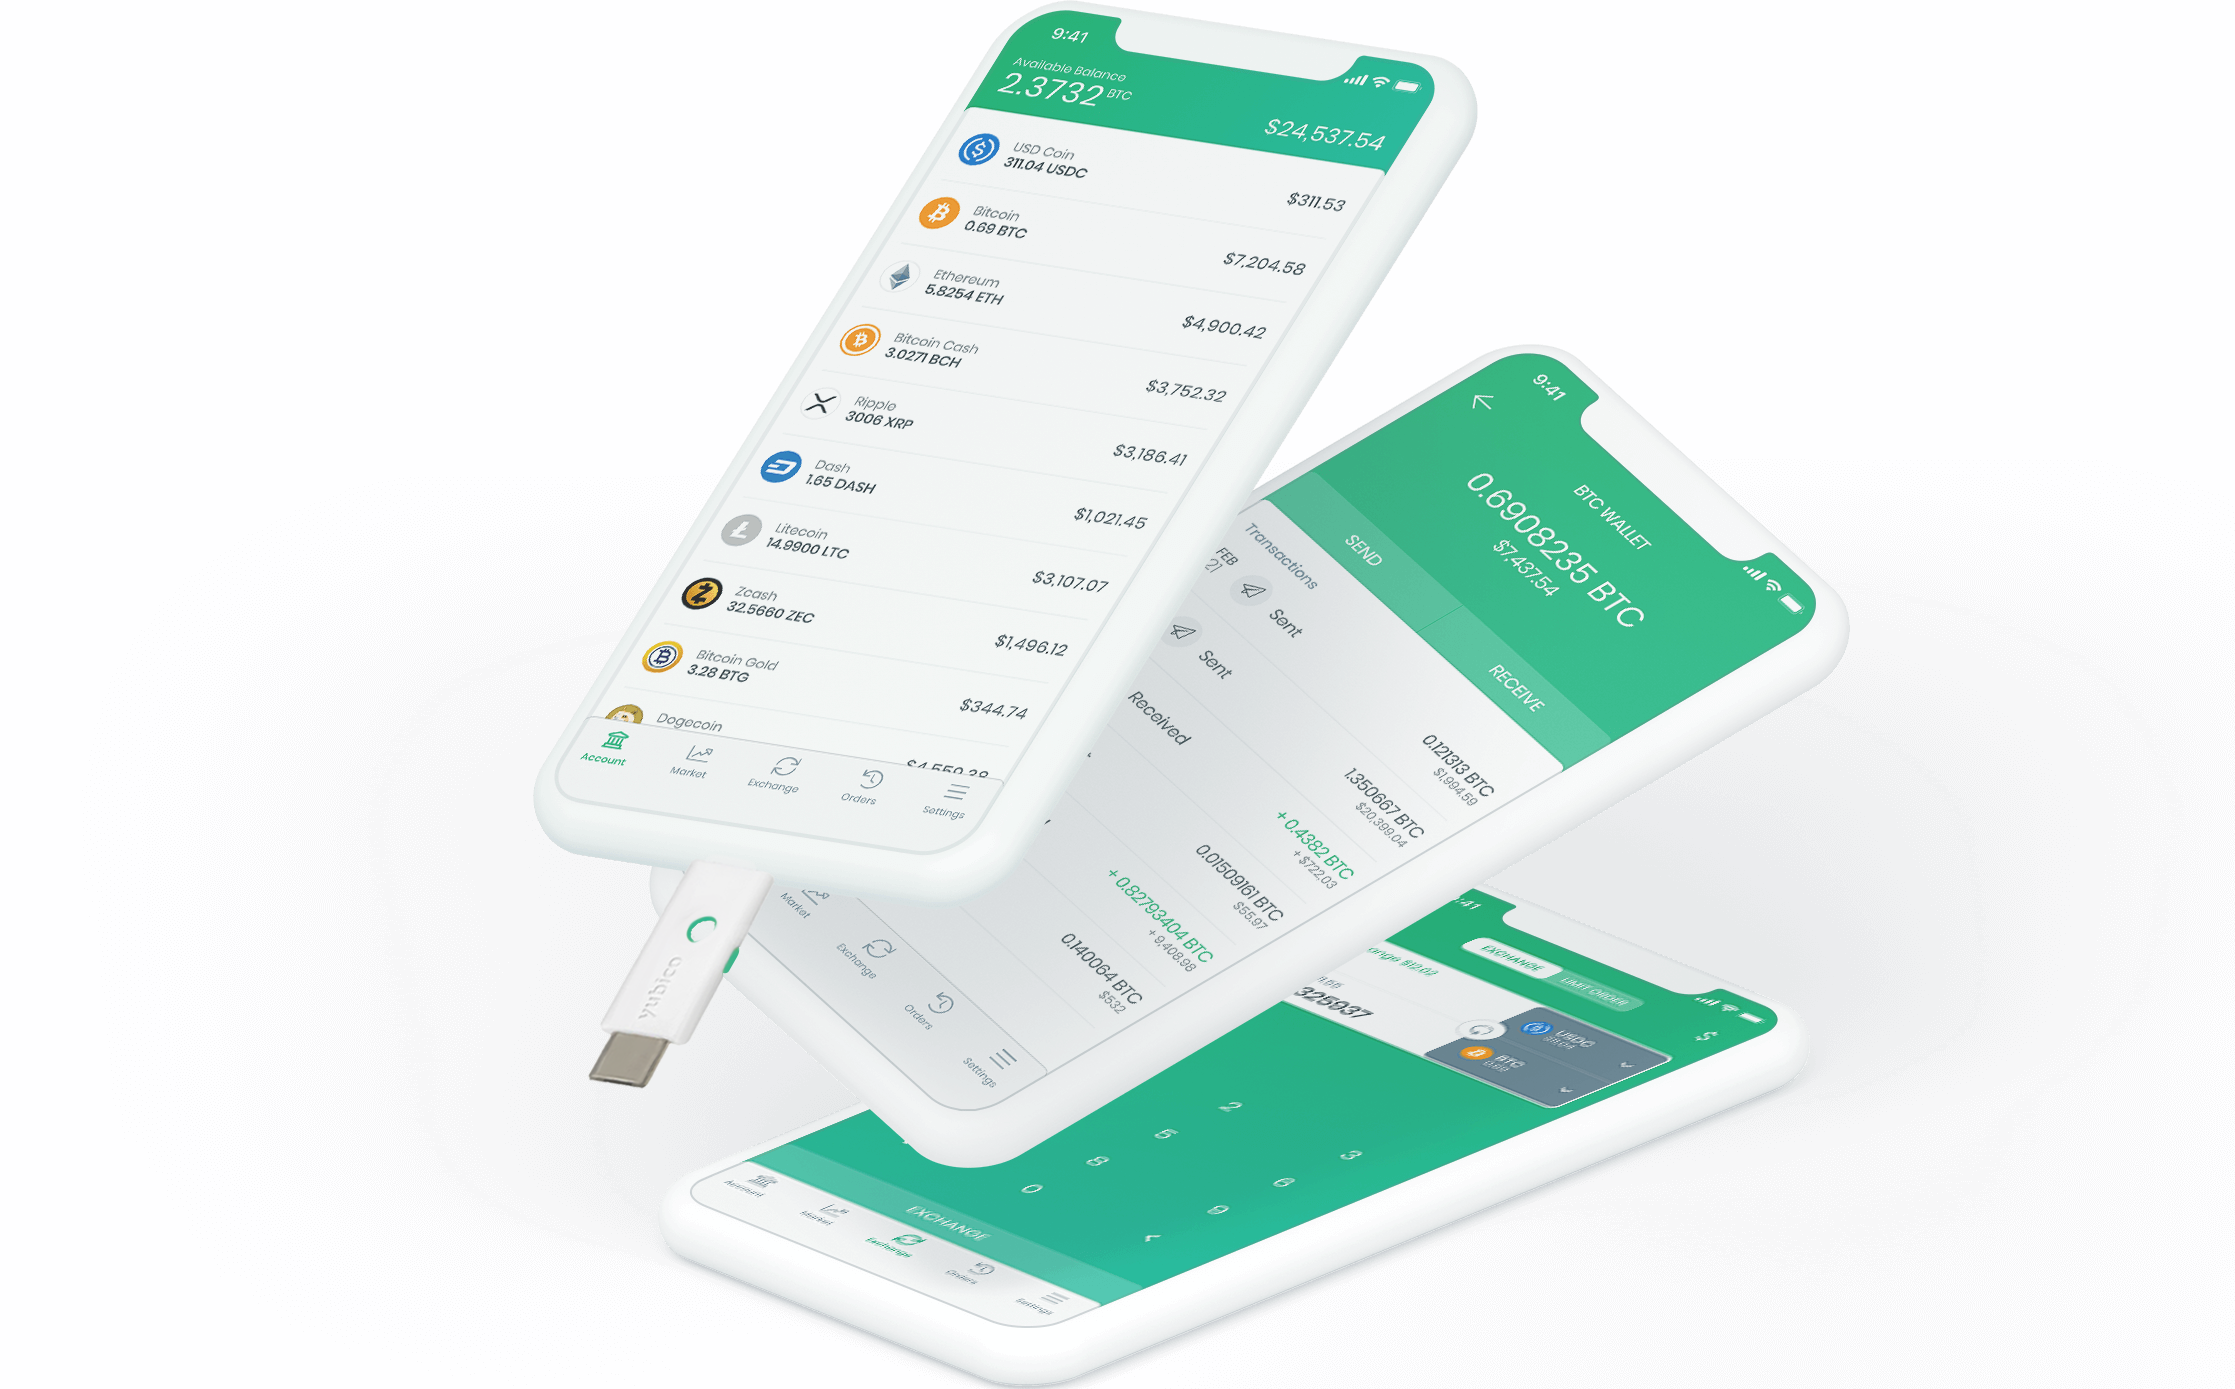 9:41
Available Balance
2.3732 BTC
$24,537.54
USD Coin
311.04 USDC
$311.53
Bitcoin
0.69 BTC
$7,204.58
Ethereum
5.8254 ETH
$4,900.42
Bitcoin Cash
3.0271 BCH
$3,752.32
Ripple
3006 XRP
$3,186.41
Dash
1.65 DASH
$1,021.45
Litecoin
14.9900 LTC
$3,107.07
Zcash
32.5660 ZEC
$1,496.12
Bitcoin Gold
3.28 BTG
$344.74
Dogecoin
$4,559.38
Account
Market
Exchange
Orders
Settings
yubico
9:41
BTC WALLET
0.6908235 BTC
$7,437.54
SEND
RECEIVE
Transactions
FEB
21
Sent
0.121313 BTC
$1,994.59
Sent
1.350667 BTC
$20,399.04
Received
+ 0.4382 BTC
+ $722.03
0.01509161 BTC
$55.97
+ 0.82793404 BTC
+ 9,408.98
0.140064 BTC
$532
Market
Exchange
Orders
Settings
:41
EXCHANGE
LIMIT ORDER
$
$12.02
325937
USDC
BTC
2
3
5
6
8
9
0
EXCHANGE
Account
Market
Exchange
Orders
Settings